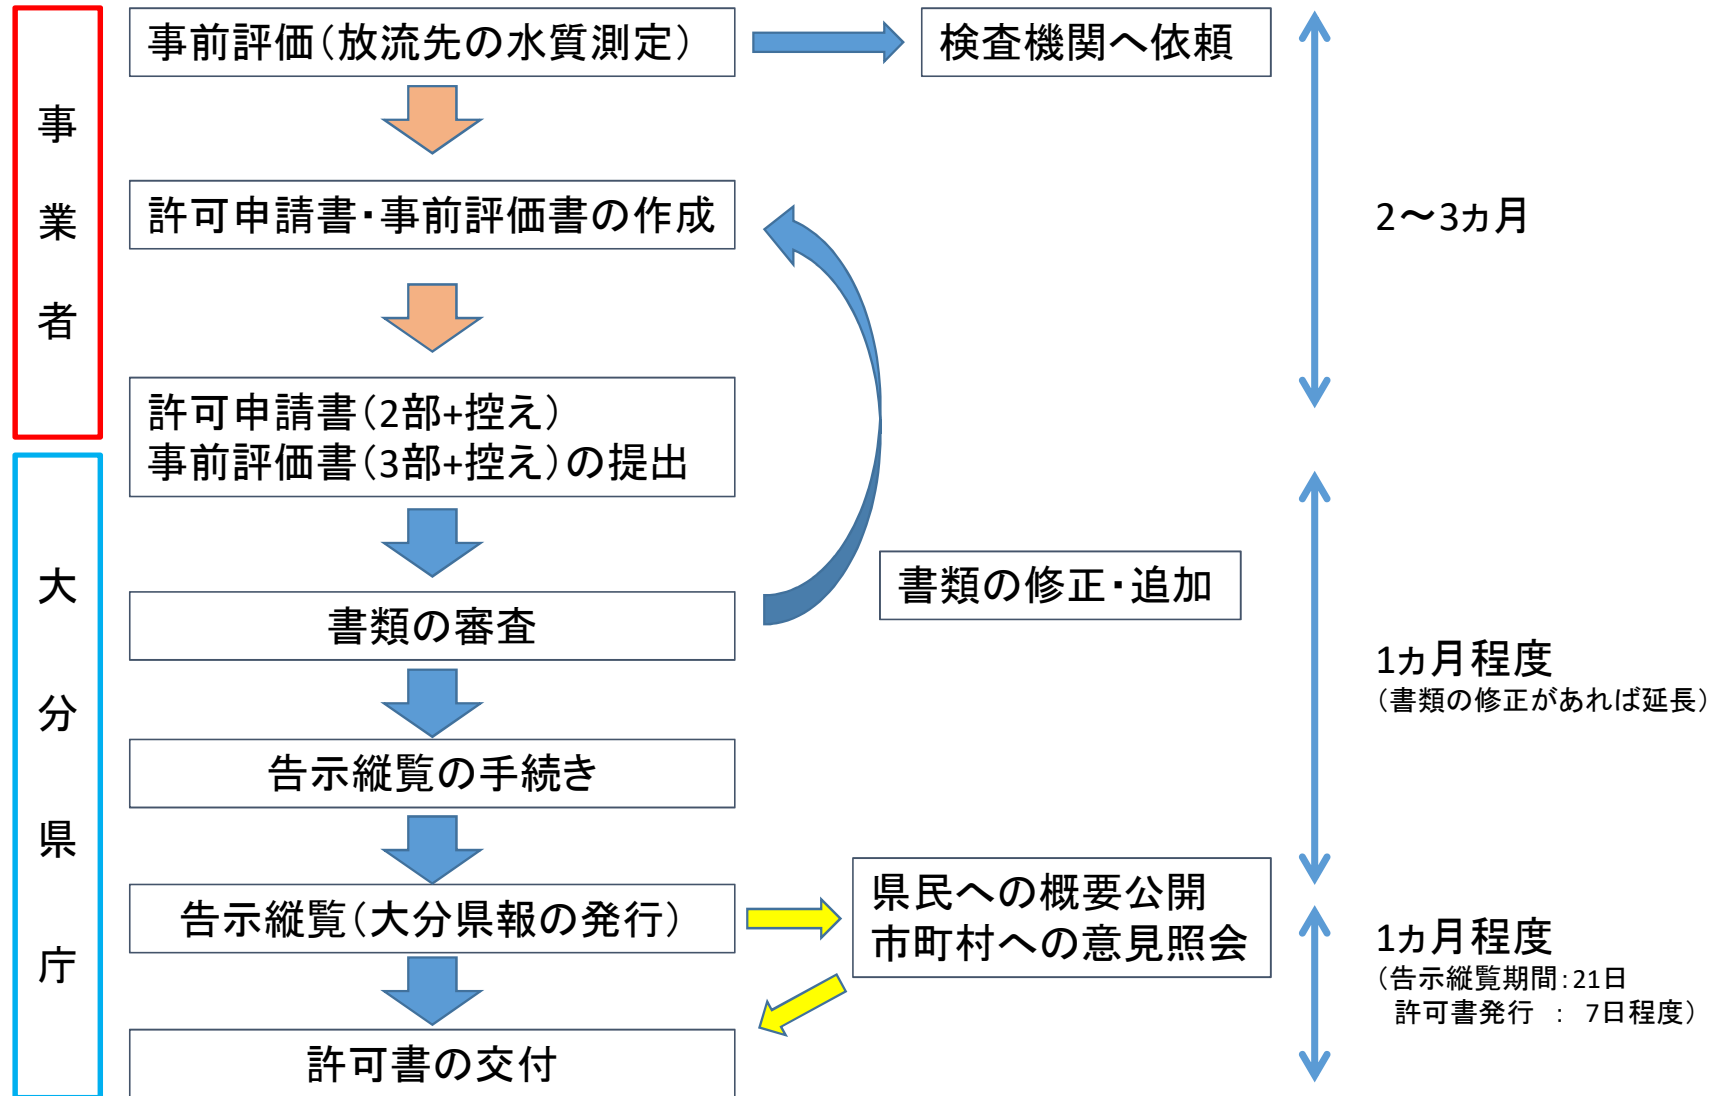 事業者
事前評価(放流先の水質測定)
検査機関へ依頼
許可申請書・事前評価書の作成
2～3ヵ月
許可申請書(2部+控え)
事前評価書(3部+控え)の提出
大分県庁
書類の審査
書類の修正・追加
告示縦覧の手続き
1ヵ月程度
(書類の修正があれば延長)
告示縦覧(大分県報の発行)
県民への概要公開
市町村への意見照会
許可書の交付
1ヵ月程度
(告示縦覧期間:21日
許可書発行 : 7日程度)